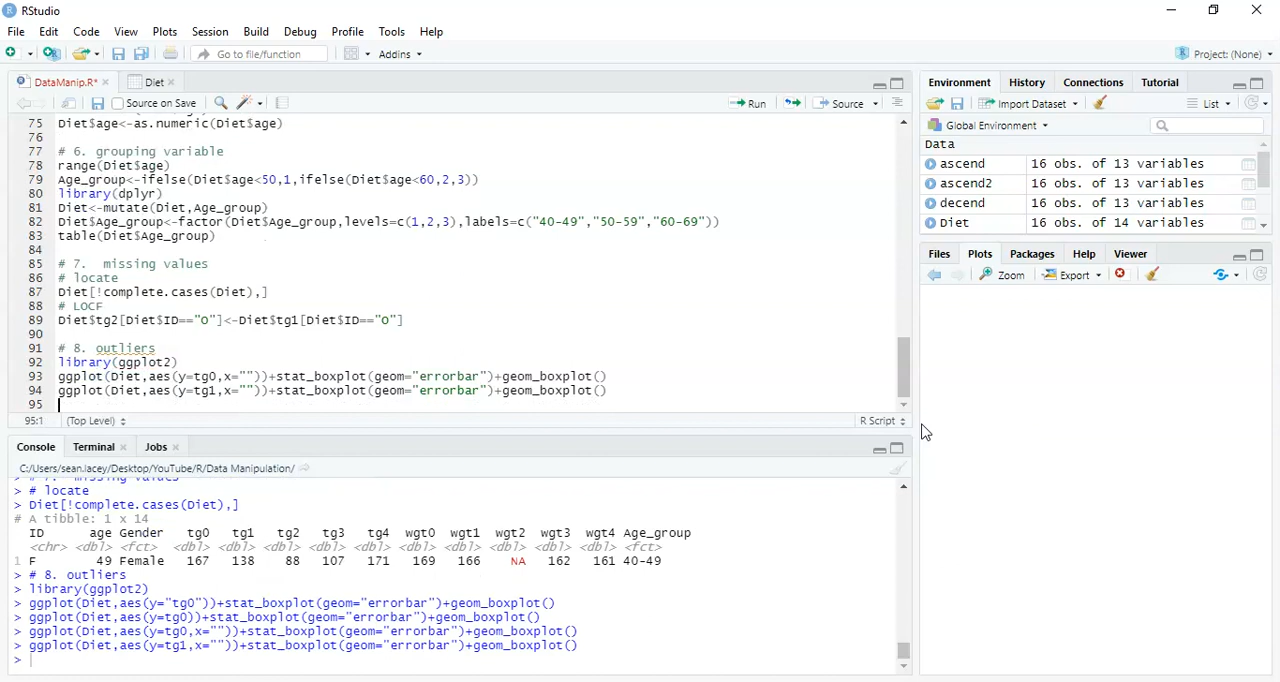 RStudio
File Edit Code View Plots Session Build Debug Profile Tools Help
Go to file/function Addins Project: (None)
DataManip.R* Diet
Source on Save Run Source
75 Diet$age<-as.numeric(Diet$age)
76
77 # 6. grouping variable
78 range(Diet$age)
79 Age_group<-ifelse(Diet$age<50,1,ifelse(Diet$age<60,2,3))
80 library(dplyr)
81 Diet<-mutate(Diet,Age_group)
82 Diet$Age_group<-factor(Diet$Age_group,levels=c(1,2,3),labels=c("40-49","50-59","60-69"))
83 table(Diet$Age_group)
84
85 # 7. missing values
86 # locate
87 Diet[!complete.cases(Diet),]
88 # LOCF
89 Diet$tg2[Diet$ID=="O"]<-Diet$tg1[Diet$ID=="O"]
90
91 # 8. outliers
92 library(ggplot2)
93 ggplot(Diet,aes(y=tg0,x=""))+stat_boxplot(geom="errorbar")+geom_boxplot()
94 ggplot(Diet,aes(y=tg1,x=""))+stat_boxplot(geom="errorbar")+geom_boxplot()
95
95:1 (Top Level) R Script
Console Terminal Jobs
C:/Users/sean.lacey/Desktop/YouTube/R/Data Manipulation/
> # 7. missing values
> # locate
> Diet[!complete.cases(Diet),]
# A tibble: 1 x 14
ID age Gender tg0 tg1 tg2 tg3 tg4 wgt0 wgt1 wgt2 wgt3 wgt4 Age_group
<chr> <dbl> <fct> <dbl> <dbl> <dbl> <dbl> <dbl> <dbl> <dbl> <dbl> <dbl> <dbl> <fct>
1 F 49 Female 167 138 88 107 171 169 166 NA 162 161 40-49
> # 8. outliers
> library(ggplot2)
> ggplot(Diet,aes(y="tg0"))+stat_boxplot(geom="errorbar")+geom_boxplot()
> ggplot(Diet,aes(y=tg0))+stat_boxplot(geom="errorbar")+geom_boxplot()
> ggplot(Diet,aes(y=tg0,x=""))+stat_boxplot(geom="errorbar")+geom_boxplot()
> ggplot(Diet,aes(y=tg1,x=""))+stat_boxplot(geom="errorbar")+geom_boxplot()
>
Environment History Connections Tutorial
Import Dataset List
Global Environment
Data
ascend 16 obs. of 13 variables
ascend2 16 obs. of 13 variables
decend 16 obs. of 13 variables
Diet 50 obs. of 14 variables
Files Plots Packages Help Viewer
Zoom Export